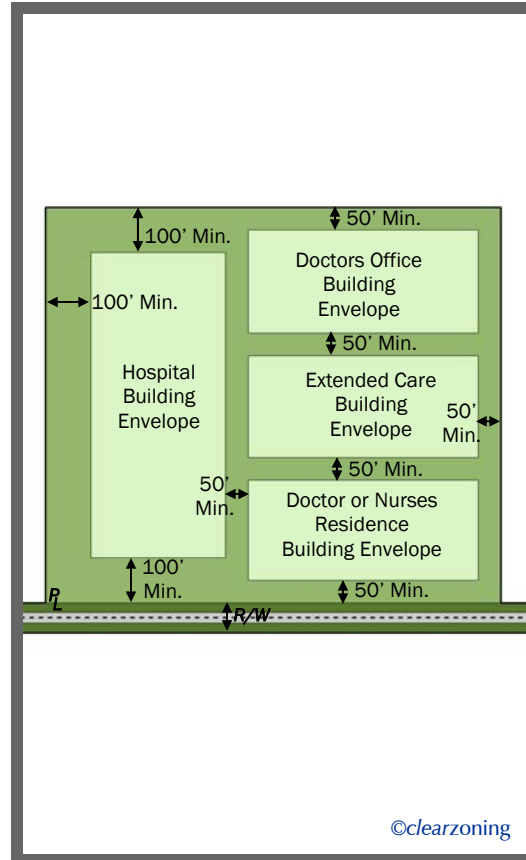 50’ Min.
100’ Min.
Doctors Office
Building
Envelope
100’ Min.
50’ Min.
Hospital
Building
Envelope
Extended Care
Building
Envelope
50’
Min.
50’ Min.
50’
Min.
Doctor or Nurses
Residence
Building Envelope
100’
Min.
50’ Min.
PL
R/W
©clearzoning